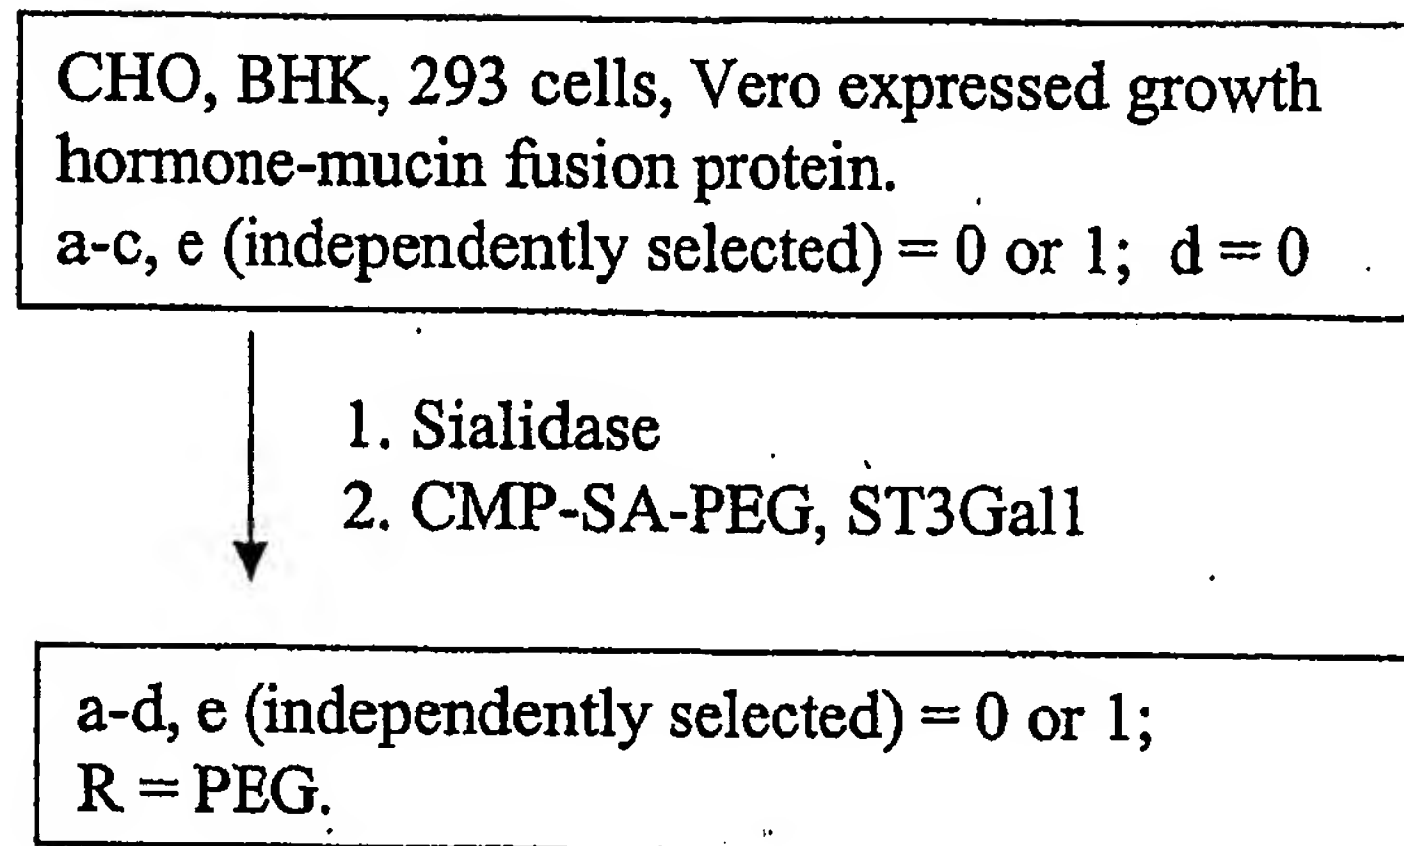 CHO, BHK, 293 cells, Vero expressed growth
hormone-mucin fusion protein.
a-c, e (independently selected) = 0 or 1; d = 0
1. Sialidase
2. CMP-SA-PEG, ST3Gal1
a-d, e (independently selected) = 0 or 1;
R = PEG.